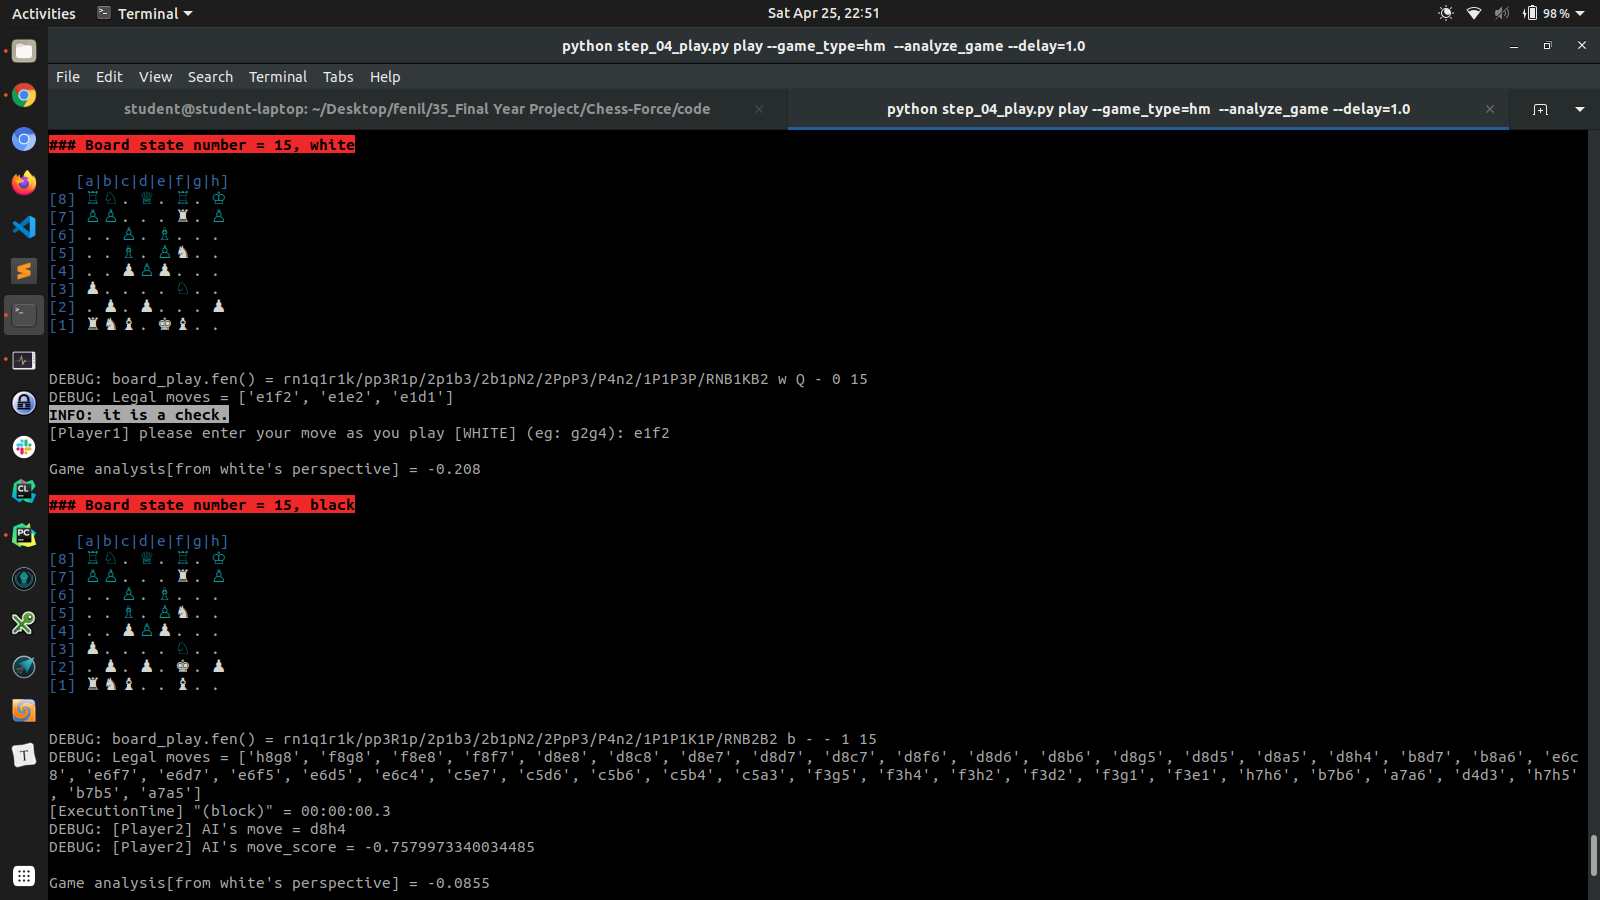 Activities Terminal Sat Apr 25, 22:51 98%
python step_04_play.py play --game_type=hm  --analyze_game --delay=1.0
File Edit View Search Terminal Tabs Help
student@student-laptop: ~/Desktop/fenil/35_Final Year Project/Chess-Force/code python step_04_play.py play --game_type=hm  --analyze_game --delay=1.0
### Board state number = 15, white
[a|b|c|d|e|f|g|h]
[8] ♖ ♘ . ♕ . ♖ . ♔
[7] ♙ ♙ . . . ♜ . ♙
[6] . . ♙ . ♗ . . .
[5] . . ♗ . ♙ ♞ . .
[4] . . ♟ ♙ ♟ . . .
[3] ♟ . . . . ♘ . .
[2] . ♟ . ♟ . . . ♟
[1] ♜ ♞ ♝ . ♚ ♝ . .
DEBUG: board_play.fen() = rn1q1r1k/pp3R1p/2p1b3/2b1pN2/2PpP3/P4n2/1P1P3P/RNB1KB2 w Q - 0 15
DEBUG: Legal moves = ['e1f2', 'e1e2', 'e1d1']
INFO: it is a check.
[Player1] please enter your move as you play [WHITE] (eg: g2g4): e1f2
Game analysis[from white's perspective] = -0.208
### Board state number = 15, black
[a|b|c|d|e|f|g|h]
[8] ♖ ♘ . ♕ . ♖ . ♔
[7] ♙ ♙ . . . ♜ . ♙
[6] . . ♙ . ♗ . . .
[5] . . ♗ . ♙ ♞ . .
[4] . . ♟ ♙ ♟ . . .
[3] ♟ . . . . ♘ . .
[2] . ♟ . ♟ . ♚ . ♟
[1] ♜ ♞ ♝ . . ♝ . .
DEBUG: board_play.fen() = rn1q1r1k/pp3R1p/2p1b3/2b1pN2/2PpP3/P4n2/1P1P1K1P/RNB2B2 b - - 1 15
DEBUG: Legal moves = ['h8g8', 'f8g8', 'f8e8', 'f8f7', 'd8e8', 'd8c8', 'd8e7', 'd8d7', 'd8c7', 'd8f6', 'd8d6', 'd8b6', 'd8g5', 'd8d5', 'd8a5', 'd8h4', 'b8d7', 'b8a6', 'e6c
8', 'e6f7', 'e6d7', 'e6f5', 'e6d5', 'e6c4', 'c5e7', 'c5d6', 'c5b6', 'c5b4', 'c5a3', 'f3g5', 'f3h4', 'f3h2', 'f3d2', 'f3g1', 'f3e1', 'h7h6', 'b7b6', 'a7a6', 'd4d3', 'h7h5'
, 'b7b5', 'a7a5']
[ExecutionTime] "(block)" = 00:00:00.3
DEBUG: [Player2] AI's move = d8h4
DEBUG: [Player2] AI's move_score = -0.7579973340034485
Game analysis[from white's perspective] = -0.0855